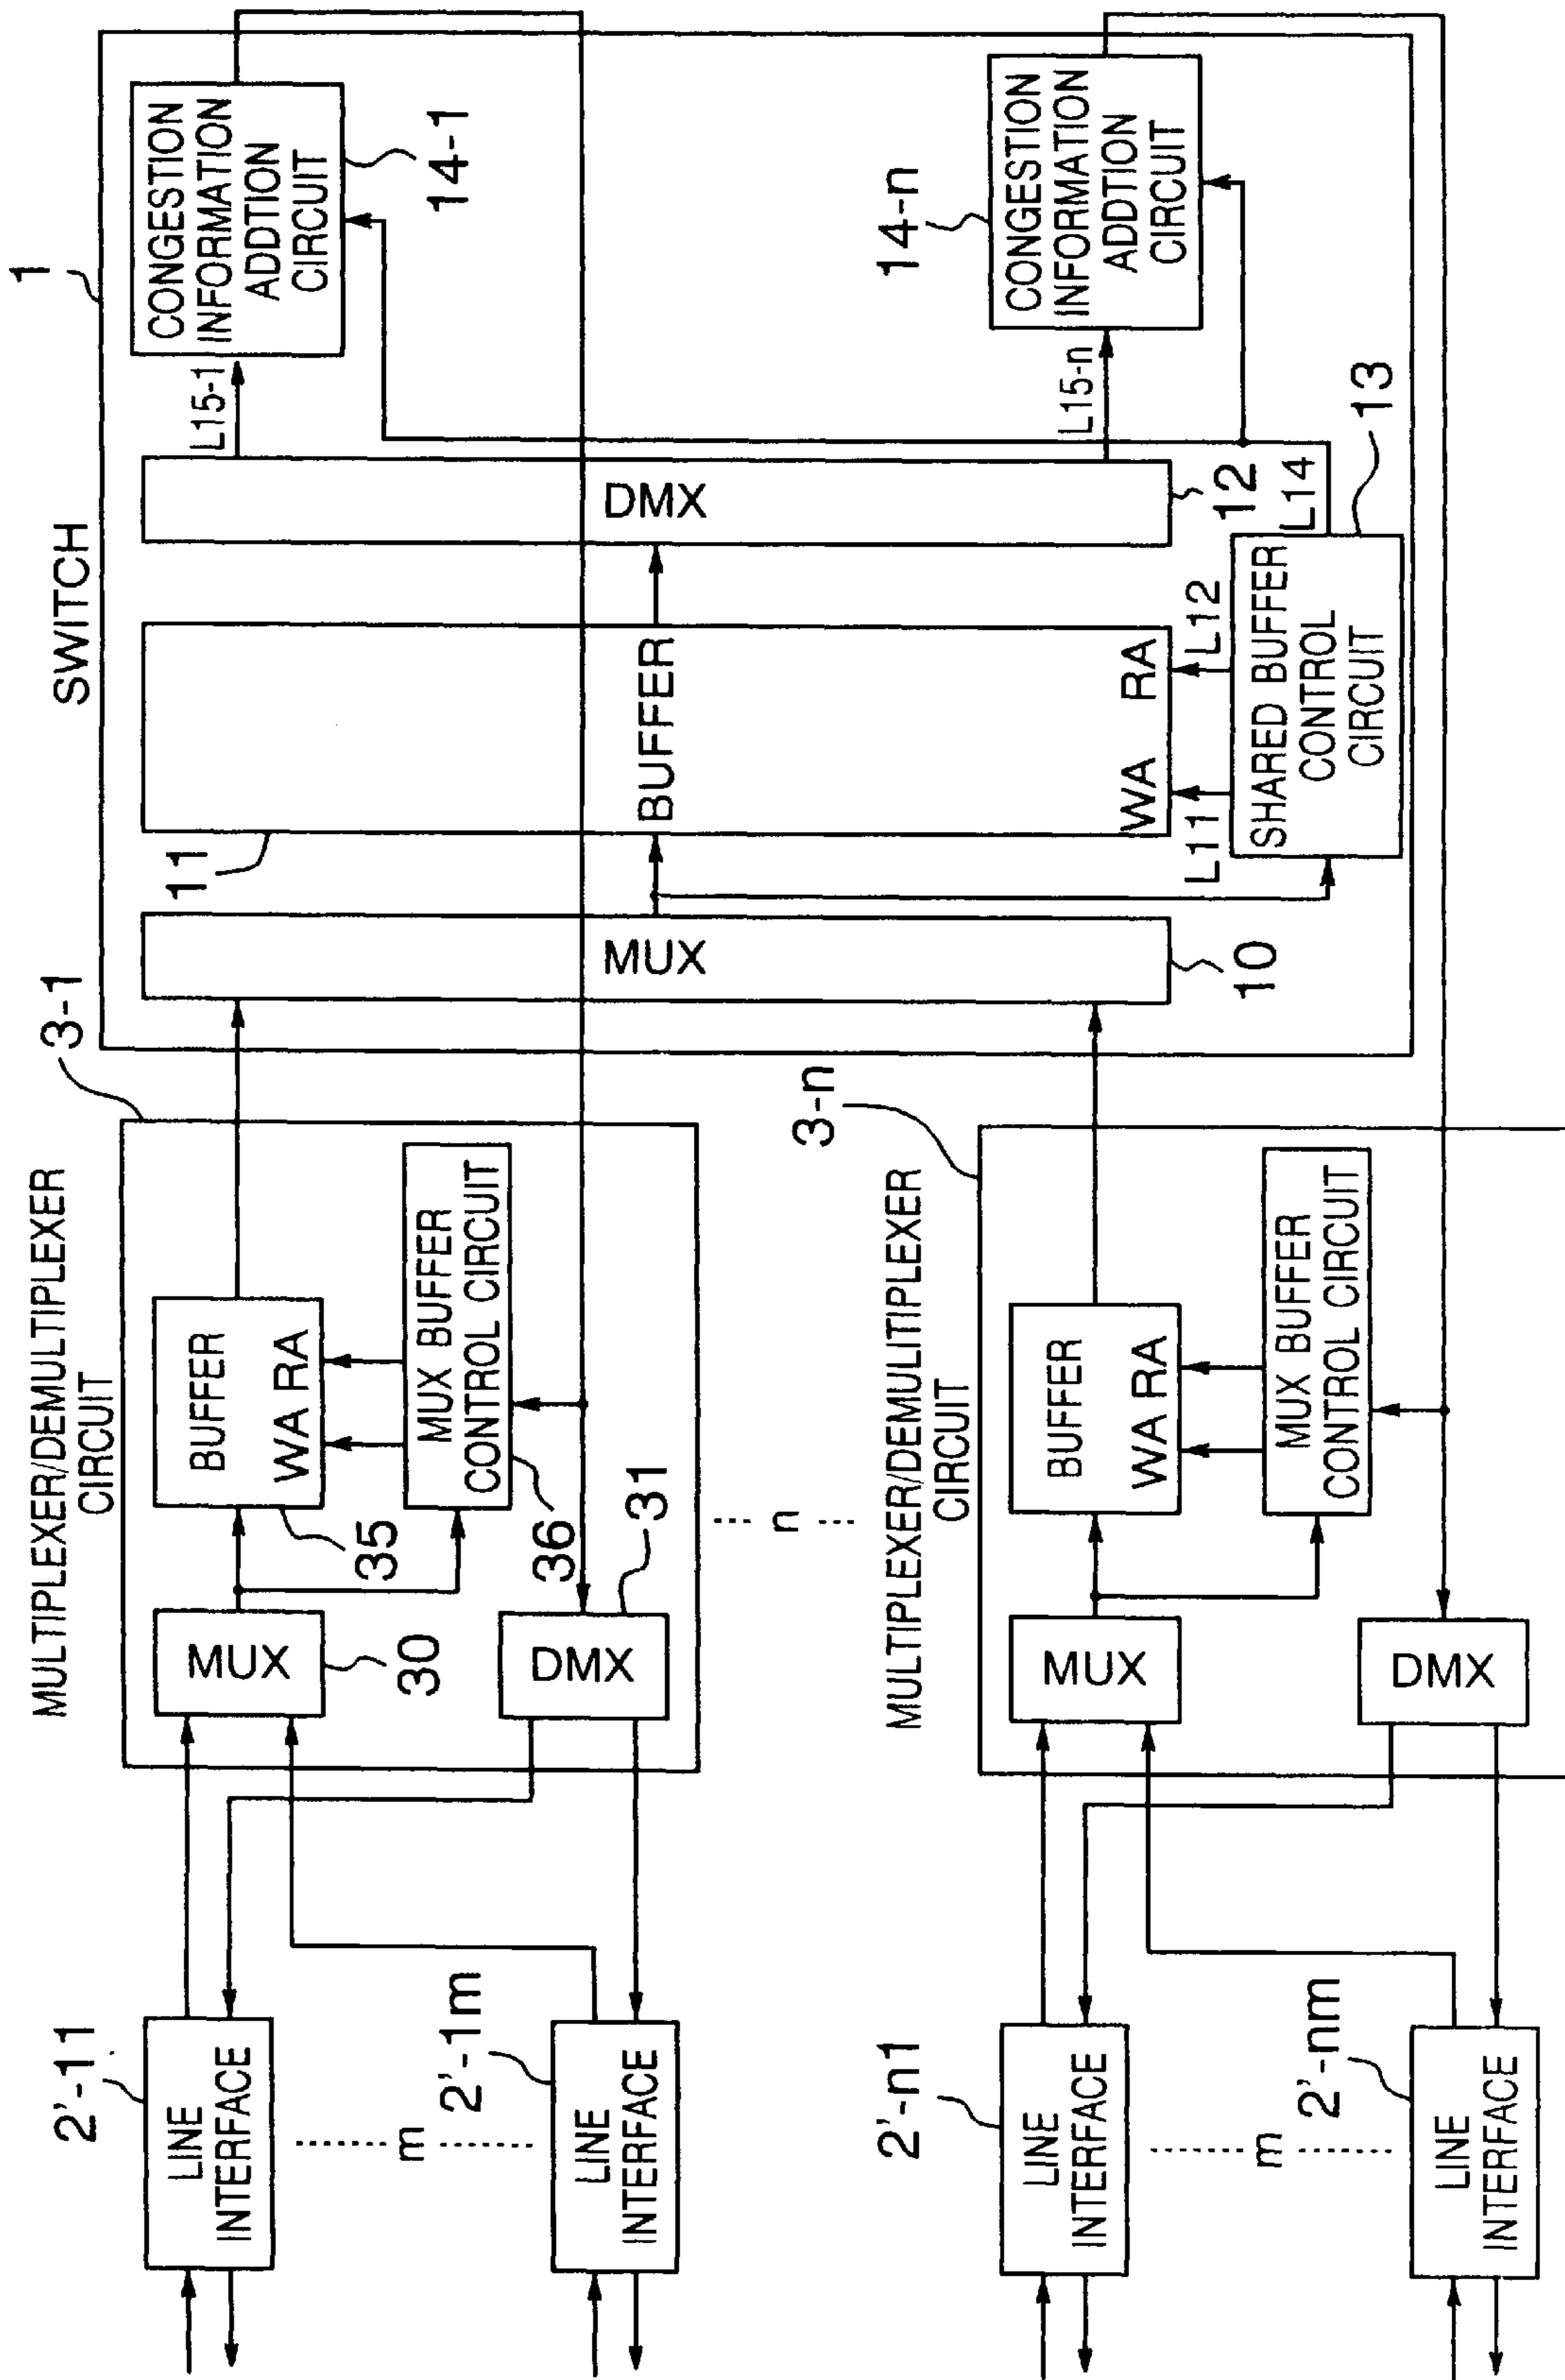 SWITCH
1
MULTIPLEXER/DEMULTIPLEXER
CIRCUIT
3-1
2'-11
LINE
INTERFACE
m
2'-1m
LINE
INTERFACE
MUX
30
BUFFER
WA RA
35
MUX BUFFER
CONTROL CIRCUIT
36
DMX
31
n
MULTIPLEXER/DEMULITIPLEXER
CIRCUIT
3-n
2'-n1
LINE
INTERFACE
m
2'-nm
LINE
INTERFACE
MUX
BUFFER
WA RA
MUX BUFFER
CONTROL CIRCUIT
DMX
MUX
10
11
BUFFER
WA RA
L11
L12
SHARED BUFFER
CONTROL
CIRCUIT
13
L14
DMX
12
L15-1
CONGESTION
INFORMATION
ADDTION
CIRCUIT
14-1
L15-n
CONGESTION
INFORMATION
ADDTION
CIRCUIT
14-n